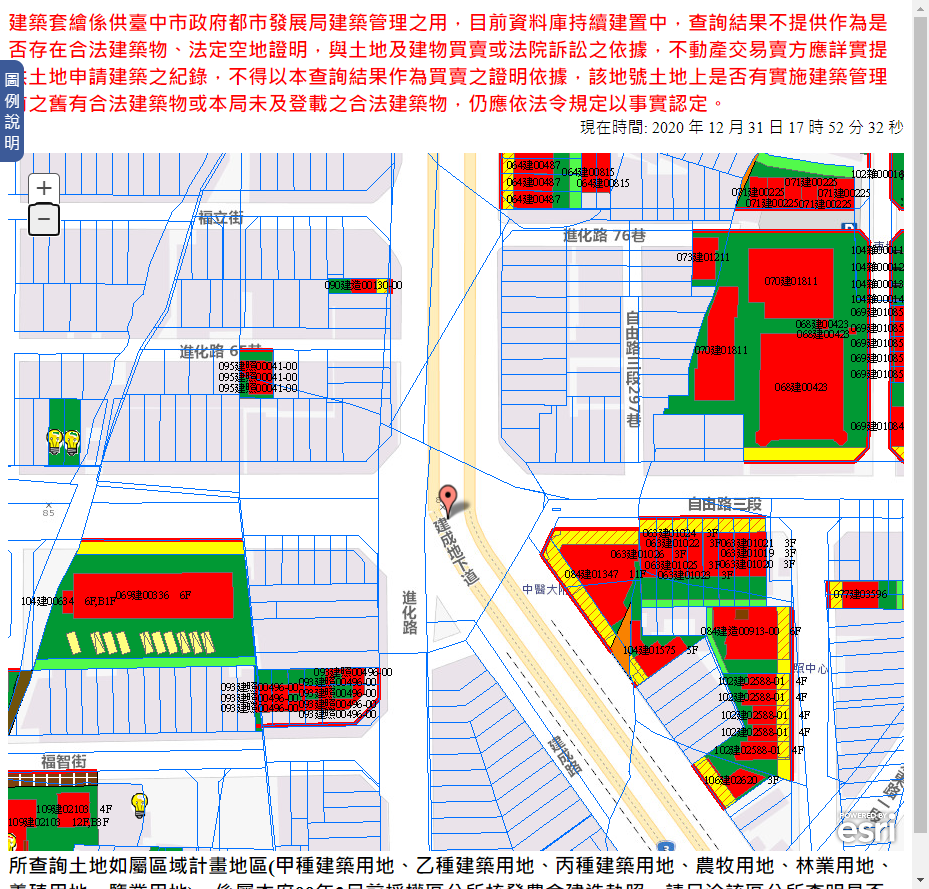 建築套繪係供臺中市政府都市發展局建築管理之用，目前資料庫持續建置中，查詢結果不提供作為是
否存在合法建築物、法定空地證明，與土地及建物買賣或法院訴訟之依據，不動產交易賣方應詳實提
土地申請建築之紀錄，不得以本查詢結果作為買賣之證明依據，該地號土地上是否有實施建築管理
之舊有合法建築物或本局未及登載之合法建築物，仍應依法令規定以事實認定。
圖例說明
現在時間: 2020 年 12 月 31 日 17 時 52 分 32 秒
+
−
064建00487
064建00815
064建00487
064建00815
064建00487
071建00225
071建00225
071建00225
071建00225
福立街
進化路 76巷
073建01211
070建01811
090建造00130-00
068建00423
068建00423
069建01085
069建01085
069建01085
069建01085
自由路三段297巷
進化路 65巷
070建01811
095建照00041-00
095建照00041-00
095建照00041-00
068建00423
069建01084
85
自由路三段
建成地下道
063建01024 3F
063建01022 3F
063建01021 3F
063建01026 3F
063建01019 3F
063建01025 3F
063建01020 3F
084建01347 11F
063建01023 3F
中醫大附
077建03596
104建00634 6F,B1F
069建00836 6F
進化路
084建造00913-00 6F
104建01575 5F
照中心
093建照00496-00
093建照00496-00
093建照00496-00
093建照00496-00
093建照00496-00
093建照00496-00
093建照00496-00
093建照00496-00
102建02588-01 4F
102建02588-01 4F
102建02588-01 4F
102建02588-01 4F
102建02588-01 4F
建成路
福智街
106建02620 3F
109建02103 4F
109建02103 12F,B3F
POWERED BY
esri
3
所查詢土地如屬區域計畫地區(甲種建築用地、乙種建築用地、丙種建築用地、農牧用地、林業用地、